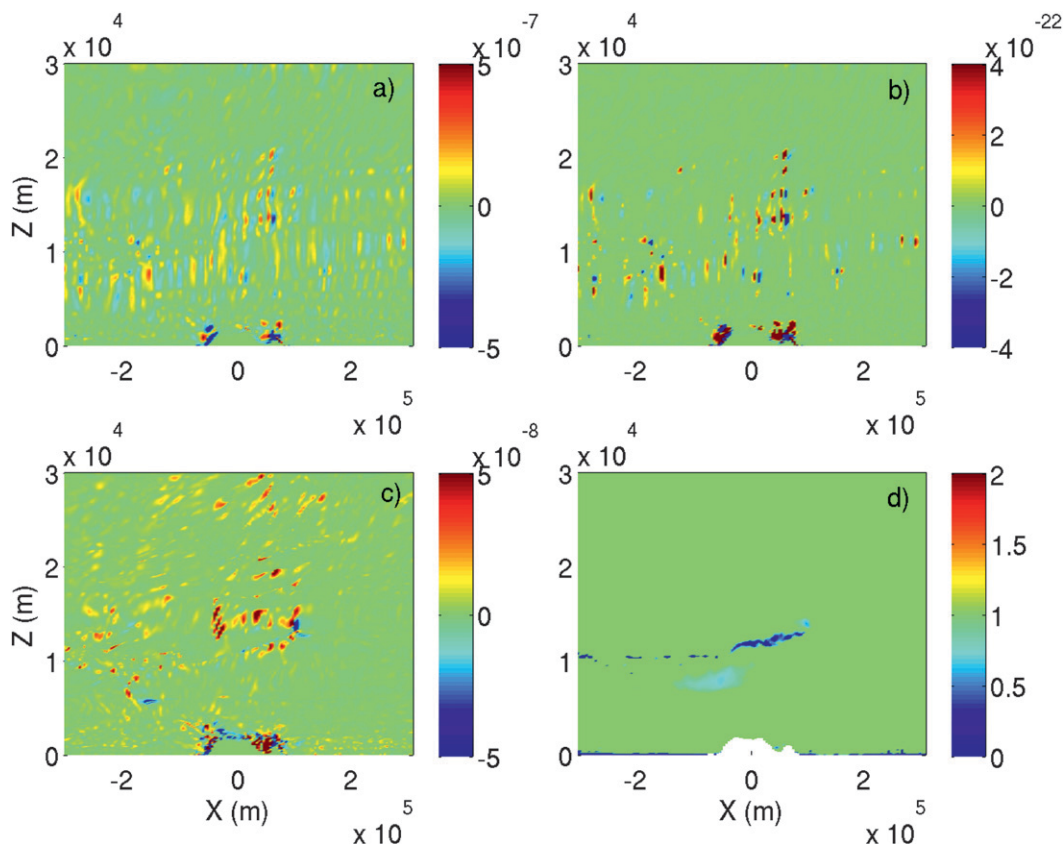 4 -7 4 -22
x 10 x 10 x 10 x 10
3 5 3 4
a) b)
2 2 2
Z (m) 0 0
1 1 -2
0 -5 0 -4
-2 0 2 -2 0 2
5 5
x 10 x 10
4 -8 4
x 10 x 10 x 10
3 5 3 2
c) d)
2 2 1.5
Z (m) 0 1
1 1 0.5
0 -5 0 0
-2 0 2 -2 0 2
X (m) X (m)
5 5
x 10 x 10